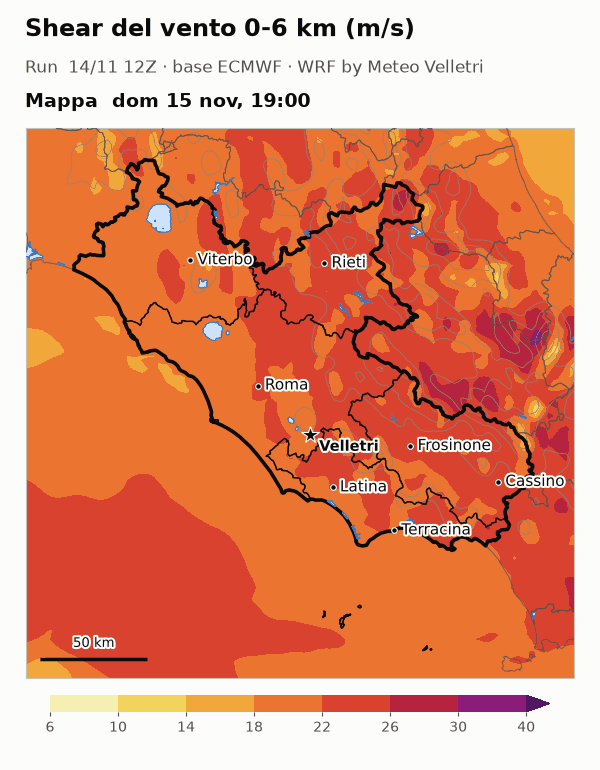 Shear del vento 0-6 km (m/s)
Run  14/11 12Z · base ECMWF · WRF by Meteo Velletri
Mappa  dom 15 nov, 19:00
Viterbo
Rieti
Roma
Velletri
Frosinone
Cassino
Latina
Terracina
50 km
6 10 14 18 22 26 30 40